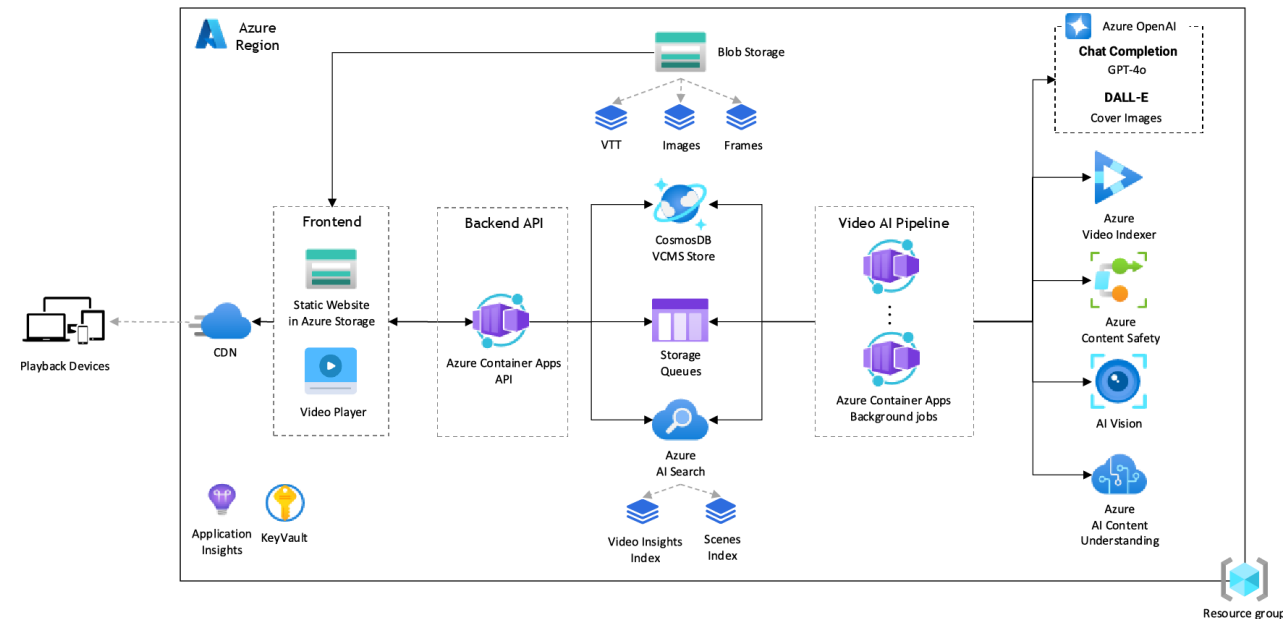 Azure
Region
Blob Storage
VTT
Images
Frames
Azure OpenAI
Chat Completion
GPT-4o
DALL-E
Cover Images
Frontend
Static Website
in Azure Storage
Video Player
Backend API
Azure Container Apps
API
CosmosDB
VCMS Store
Storage
Queues
Azure
AI Search
Video Insights
Index
Scenes
Index
Video AI Pipeline
Azure Container Apps
Background jobs
Azure
Video Indexer
Azure
Content Safety
AI Vision
Azure
AI Content
Understanding
Playback Devices
CDN
Application
Insights
KeyVault
Resource group